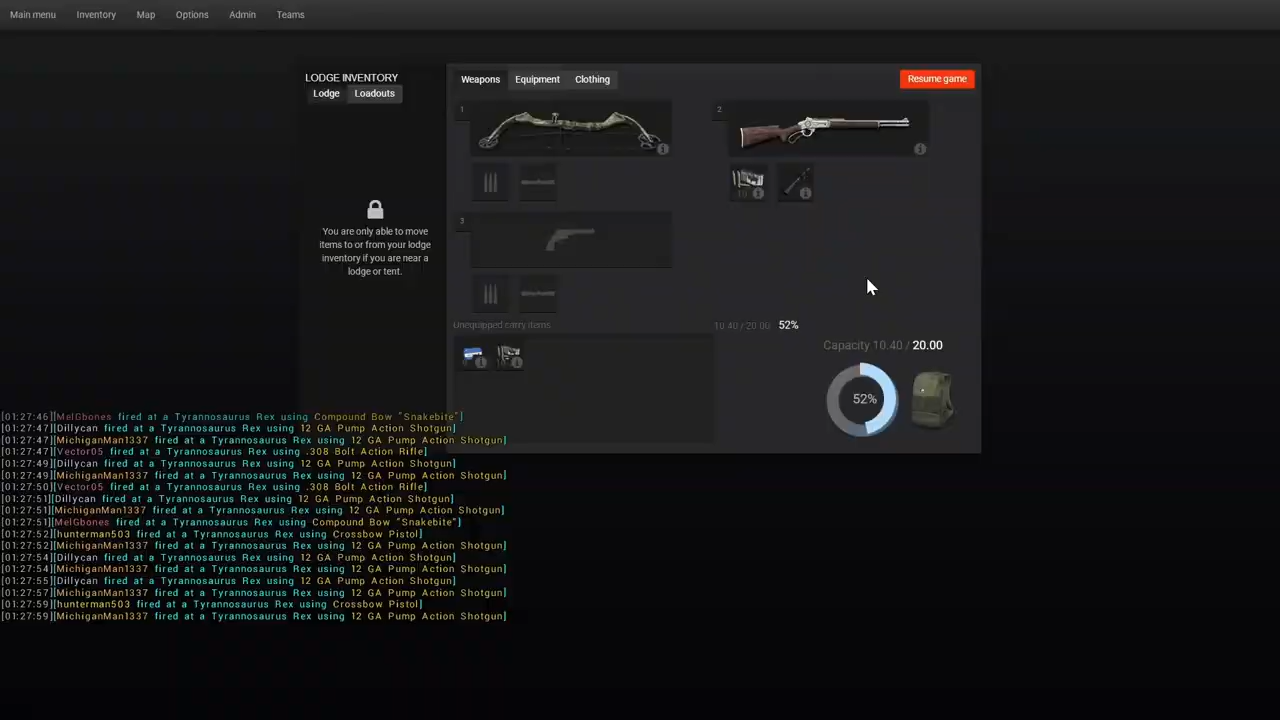 Main menu Inventory Map Options Admin Teams
LODGE INVENTORY
Lodge Loadouts
Weapons Equipment Clothing
Resume game
1
2
You are only able to move
items to or from your lodge
inventory if you are near a
lodge or tent.
3
Unequipped carry items
10.40 / 20.00 52%
Capacity 10.40 / 20.00
52%
[01:27:46][MelGbones fired at a Tyrannosaurus Rex using Compound Bow "Snakebite"]
[01:27:47][Dillycan fired at a Tyrannosaurus Rex using 12 GA Pump Action Shotgun]
[01:27:47][MichiganMan1337 fired at a Tyrannosaurus Rex using 12 GA Pump Action Shotgun]
[01:27:47][Vector05 fired at a Tyrannosaurus Rex using .308 Bolt Action Rifle]
[01:27:49][Dillycan fired at a Tyrannosaurus Rex using 12 GA Pump Action Shotgun]
[01:27:49][MichiganMan1337 fired at a Tyrannosaurus Rex using 12 GA Pump Action Shotgun]
[01:27:50][Vector05 fired at a Tyrannosaurus Rex using .308 Bolt Action Rifle]
[01:27:51][Dillycan fired at a Tyrannosaurus Rex using 12 GA Pump Action Shotgun]
[01:27:51][MichiganMan1337 fired at a Tyrannosaurus Rex using 12 GA Pump Action Shotgun]
[01:27:51][MelGbones fired at a Tyrannosaurus Rex using Compound Bow "Snakebite"]
[01:27:52][hunterman503 fired at a Tyrannosaurus Rex using Crossbow Pistol]
[01:27:52][MichiganMan1337 fired at a Tyrannosaurus Rex using 12 GA Pump Action Shotgun]
[01:27:54][Dillycan fired at a Tyrannosaurus Rex using 12 GA Pump Action Shotgun]
[01:27:54][MichiganMan1337 fired at a Tyrannosaurus Rex using 12 GA Pump Action Shotgun]
[01:27:55][Dillycan fired at a Tyrannosaurus Rex using 12 GA Pump Action Shotgun]
[01:27:57][MichiganMan1337 fired at a Tyrannosaurus Rex using 12 GA Pump Action Shotgun]
[01:27:59][hunterman503 fired at a Tyrannosaurus Rex using Crossbow Pistol]
[01:27:59][MichiganMan1337 fired at a Tyrannosaurus Rex using 12 GA Pump Action Shotgun]